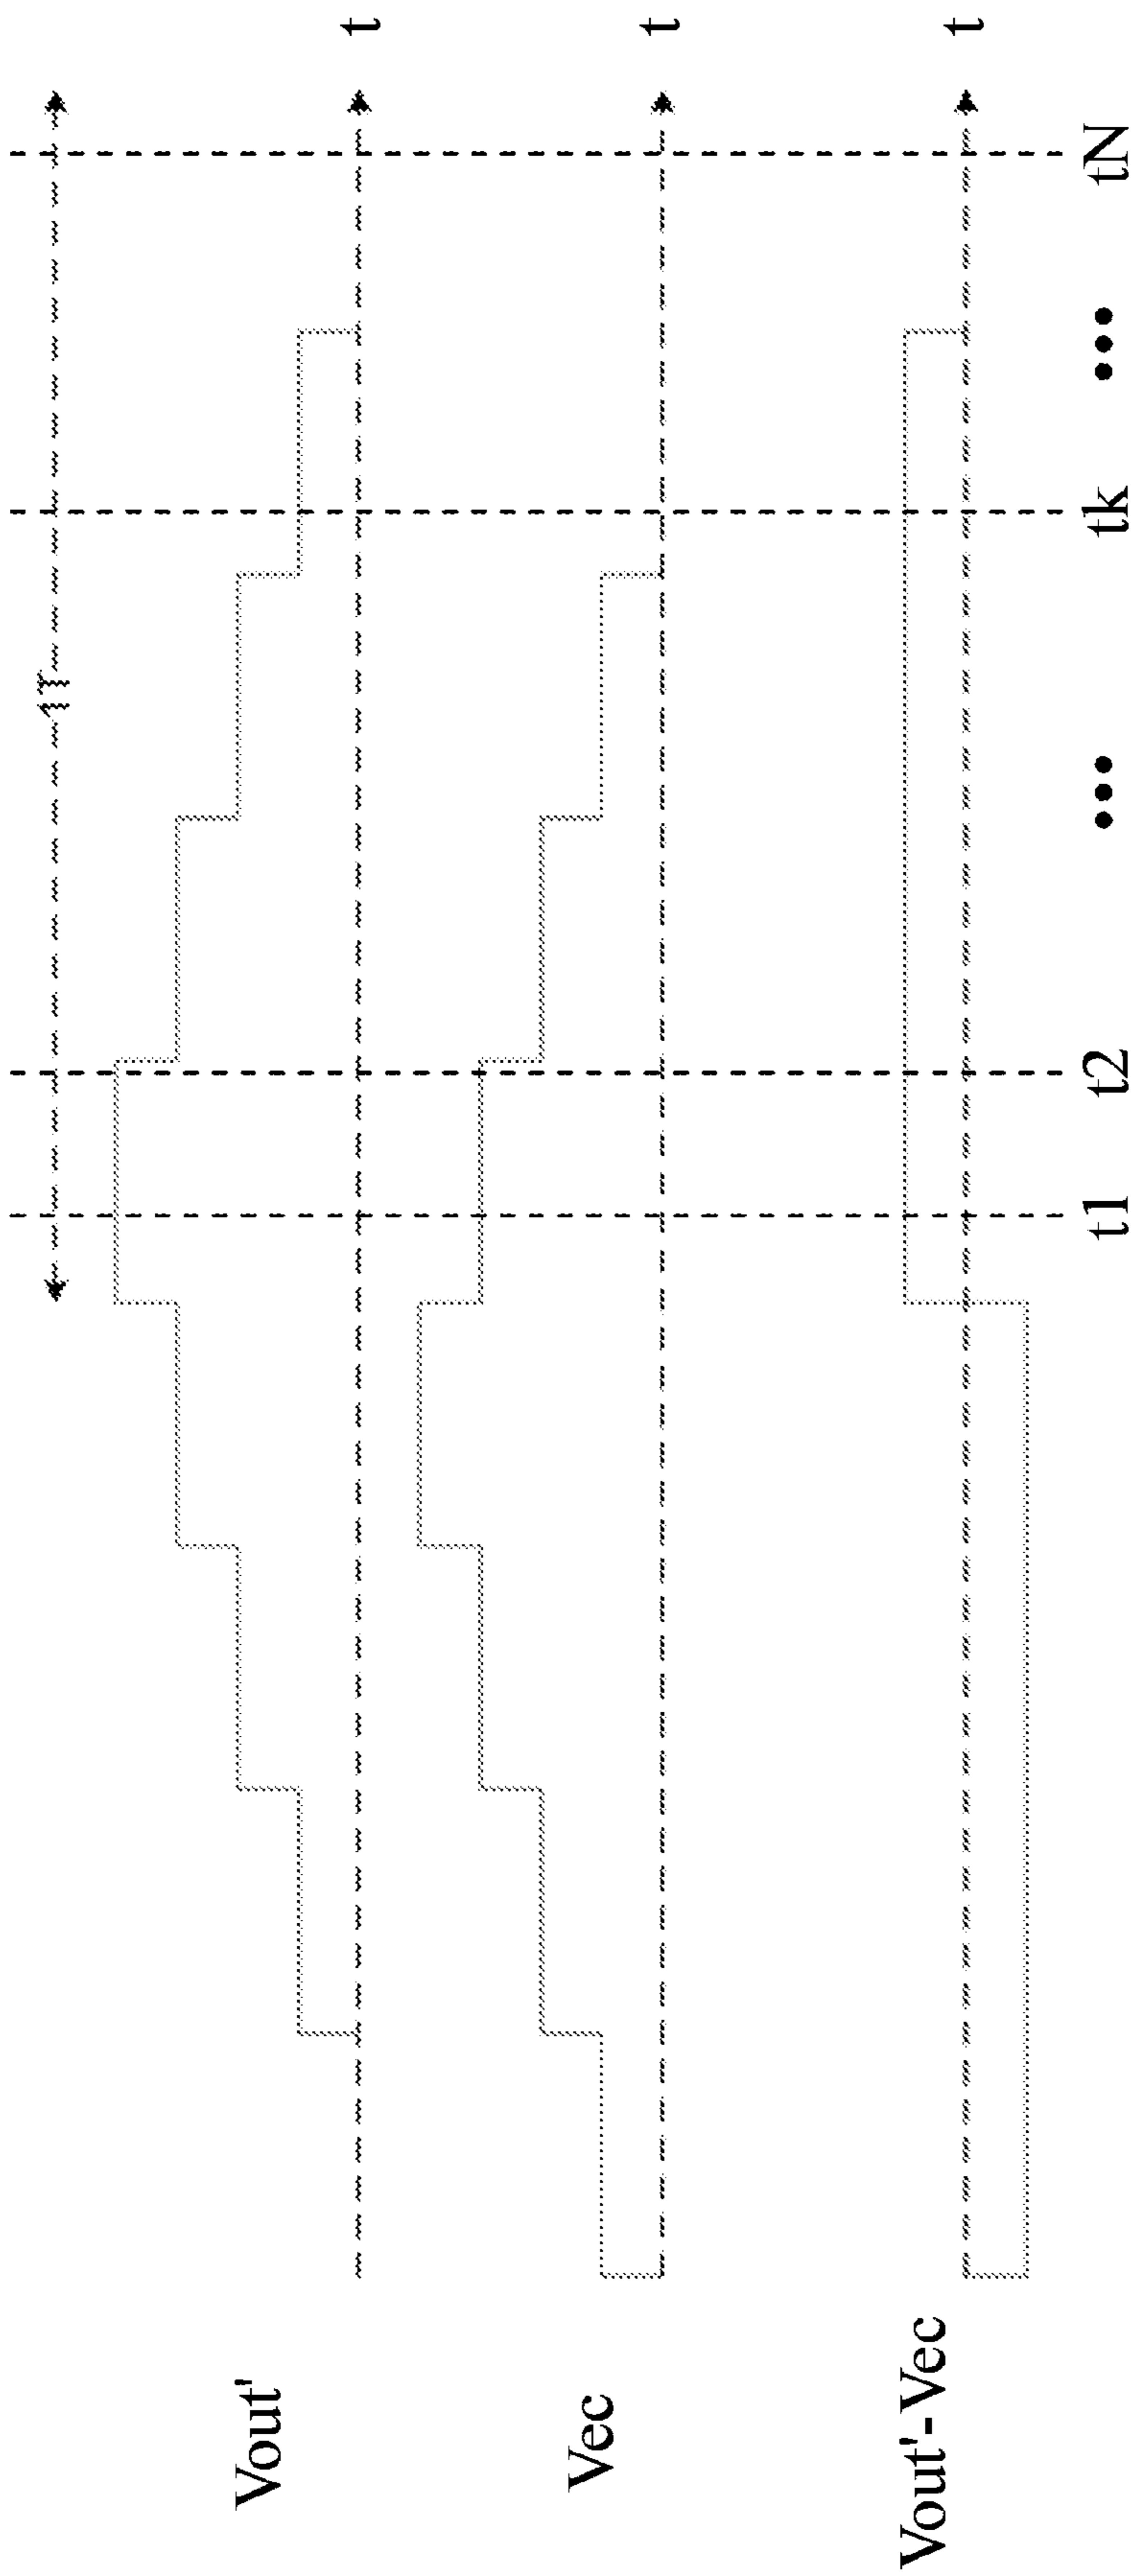 1T
Vout'
t
Vec
t
Vout'-Vec
t
t1 t2 ••• tk ••• tN